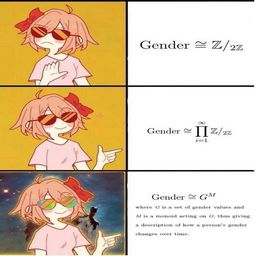 Gender ≅ ℤ/2ℤ
Gender ≅ ∏_{i=1}^{∞} ℤ/2ℤ
Gender ≅ G^M
where G is a set of gender values and
M is a monoid acting on G, thus giving
a description of how a person's gender
changes over time.